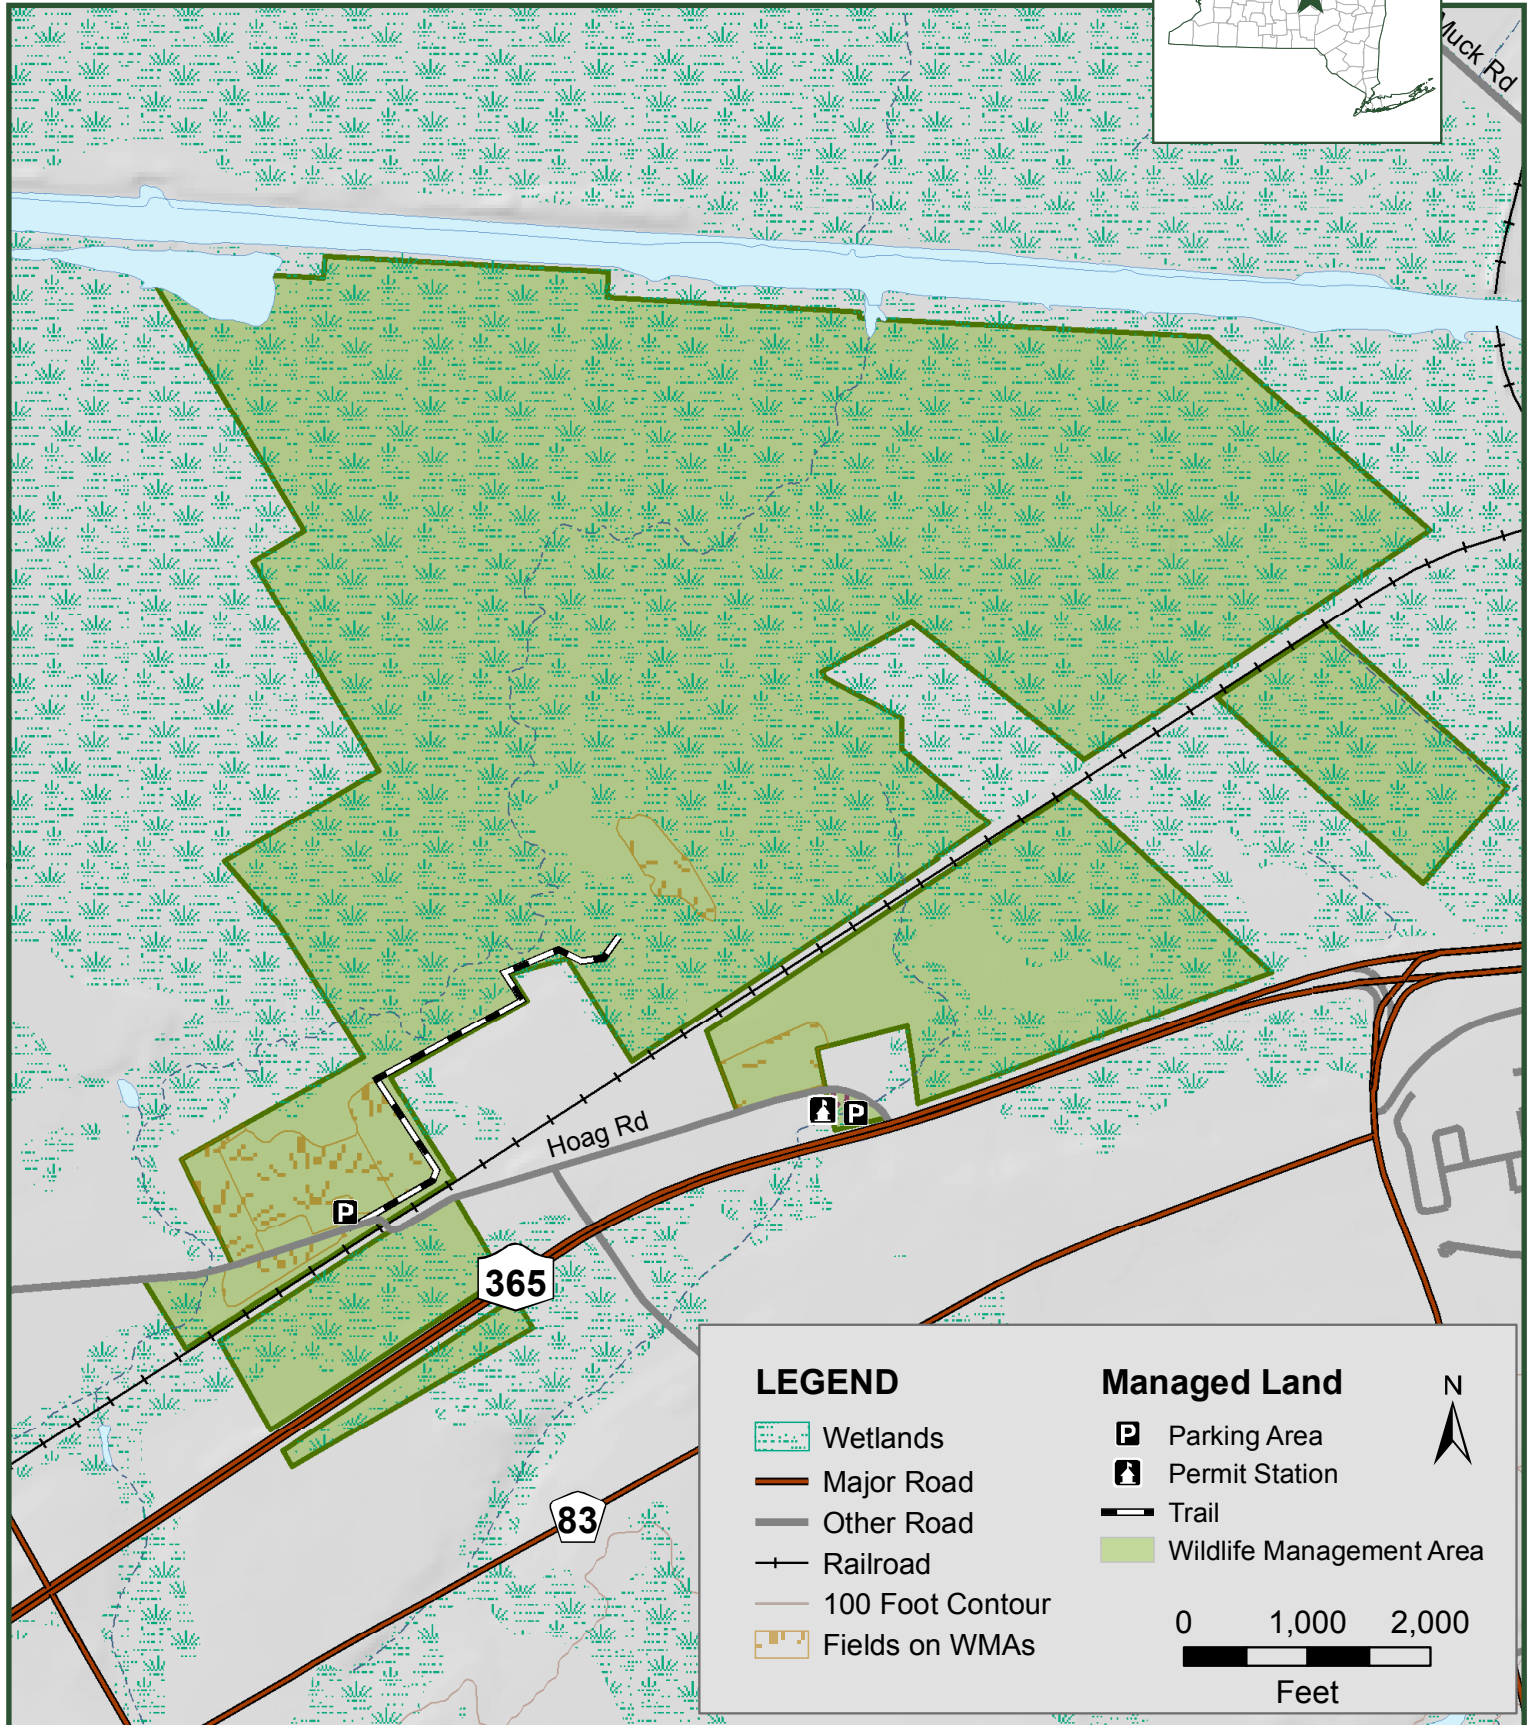 Muck Rd
P
P
Hoag Rd
365
83
LEGEND
Wetlands
Major Road
Other Road
Railroad
100 Foot Contour
Fields on WMAs
Managed Land
P Parking Area
Permit Station
Trail
Wildlife Management Area
N
0 1,000 2,000
Feet